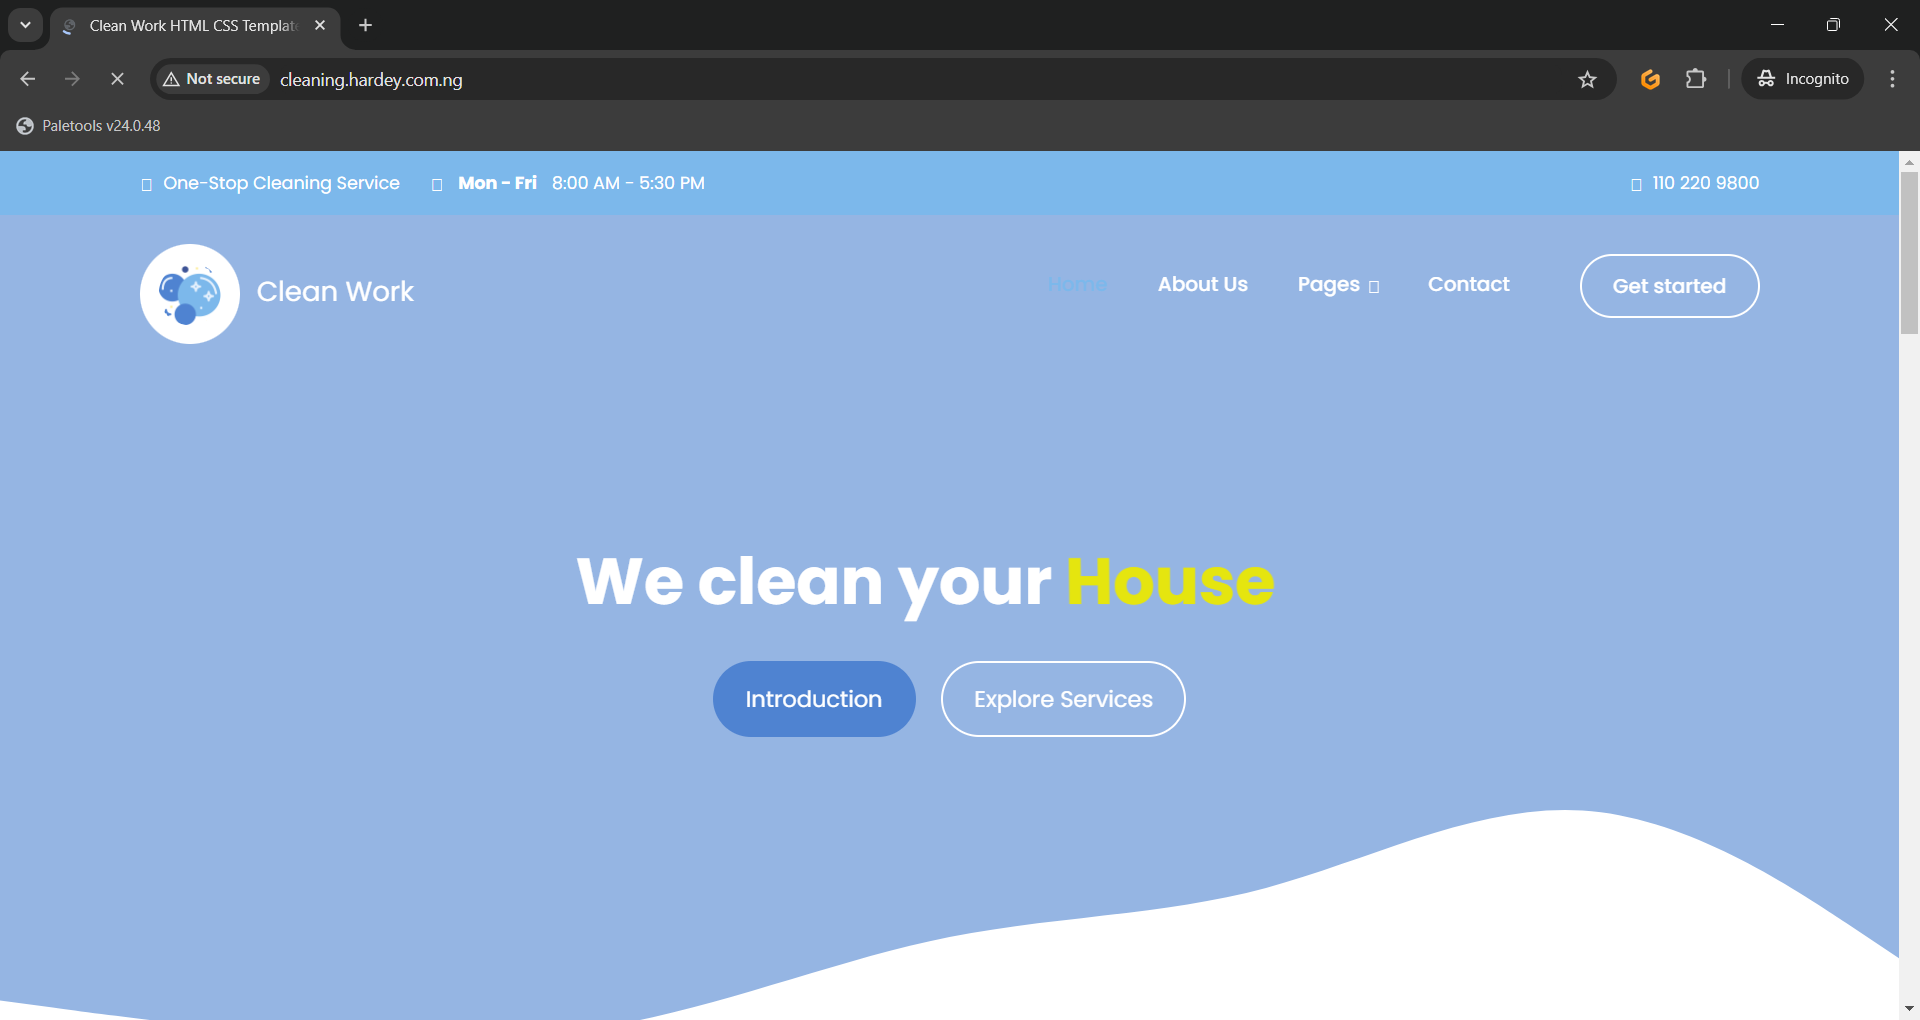 Clean Work HTML CSS Templat
Not secure
cleaning.hardey.com.ng
Incognito
Paletools v24.0.48
One-Stop Cleaning Service
Mon - Fri 8:00 AM - 5:30 PM
110 220 9800
Clean Work
Home
About Us
Pages
Contact
Get started
We clean your House
Introduction
Explore Services